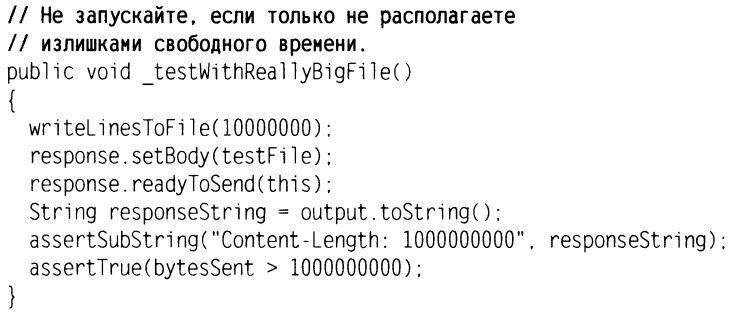 // Не запускайте, если только не располагаете
// излишками свободного времени.
public void _testWithReallyBigFile()
{
writeLinesToFile(10000000);
response.setBody(testFile);
response.readyToSend(this);
String responseString = output.toString();
assertSubString("Content-Length: 1000000000", responseString);
assertTrue(bytesSent > 1000000000);
}